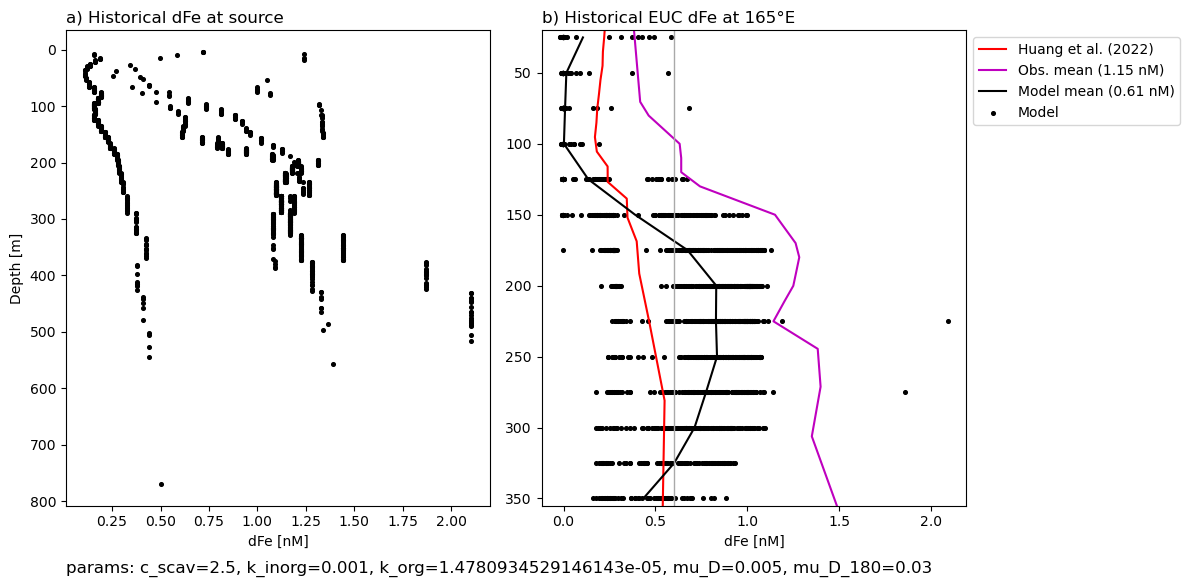 a) Historical dFe at source
b) Historical EUC dFe at 165°E
0
100
200
300
400
500
600
700
800
Depth [m]
0.25 0.50 0.75 1.00 1.25 1.50 1.75 2.00
dFe [nM]
50
100
150
200
250
300
350
0.0 0.5 1.0 1.5 2.0
dFe [nM]
Huang et al. (2022)
Obs. mean (1.15 nM)
Model mean (0.61 nM)
Model
params: c_scav=2.5, k_inorg=0.001, k_org=1.4780934529146143e-05, mu_D=0.005, mu_D_180=0.03